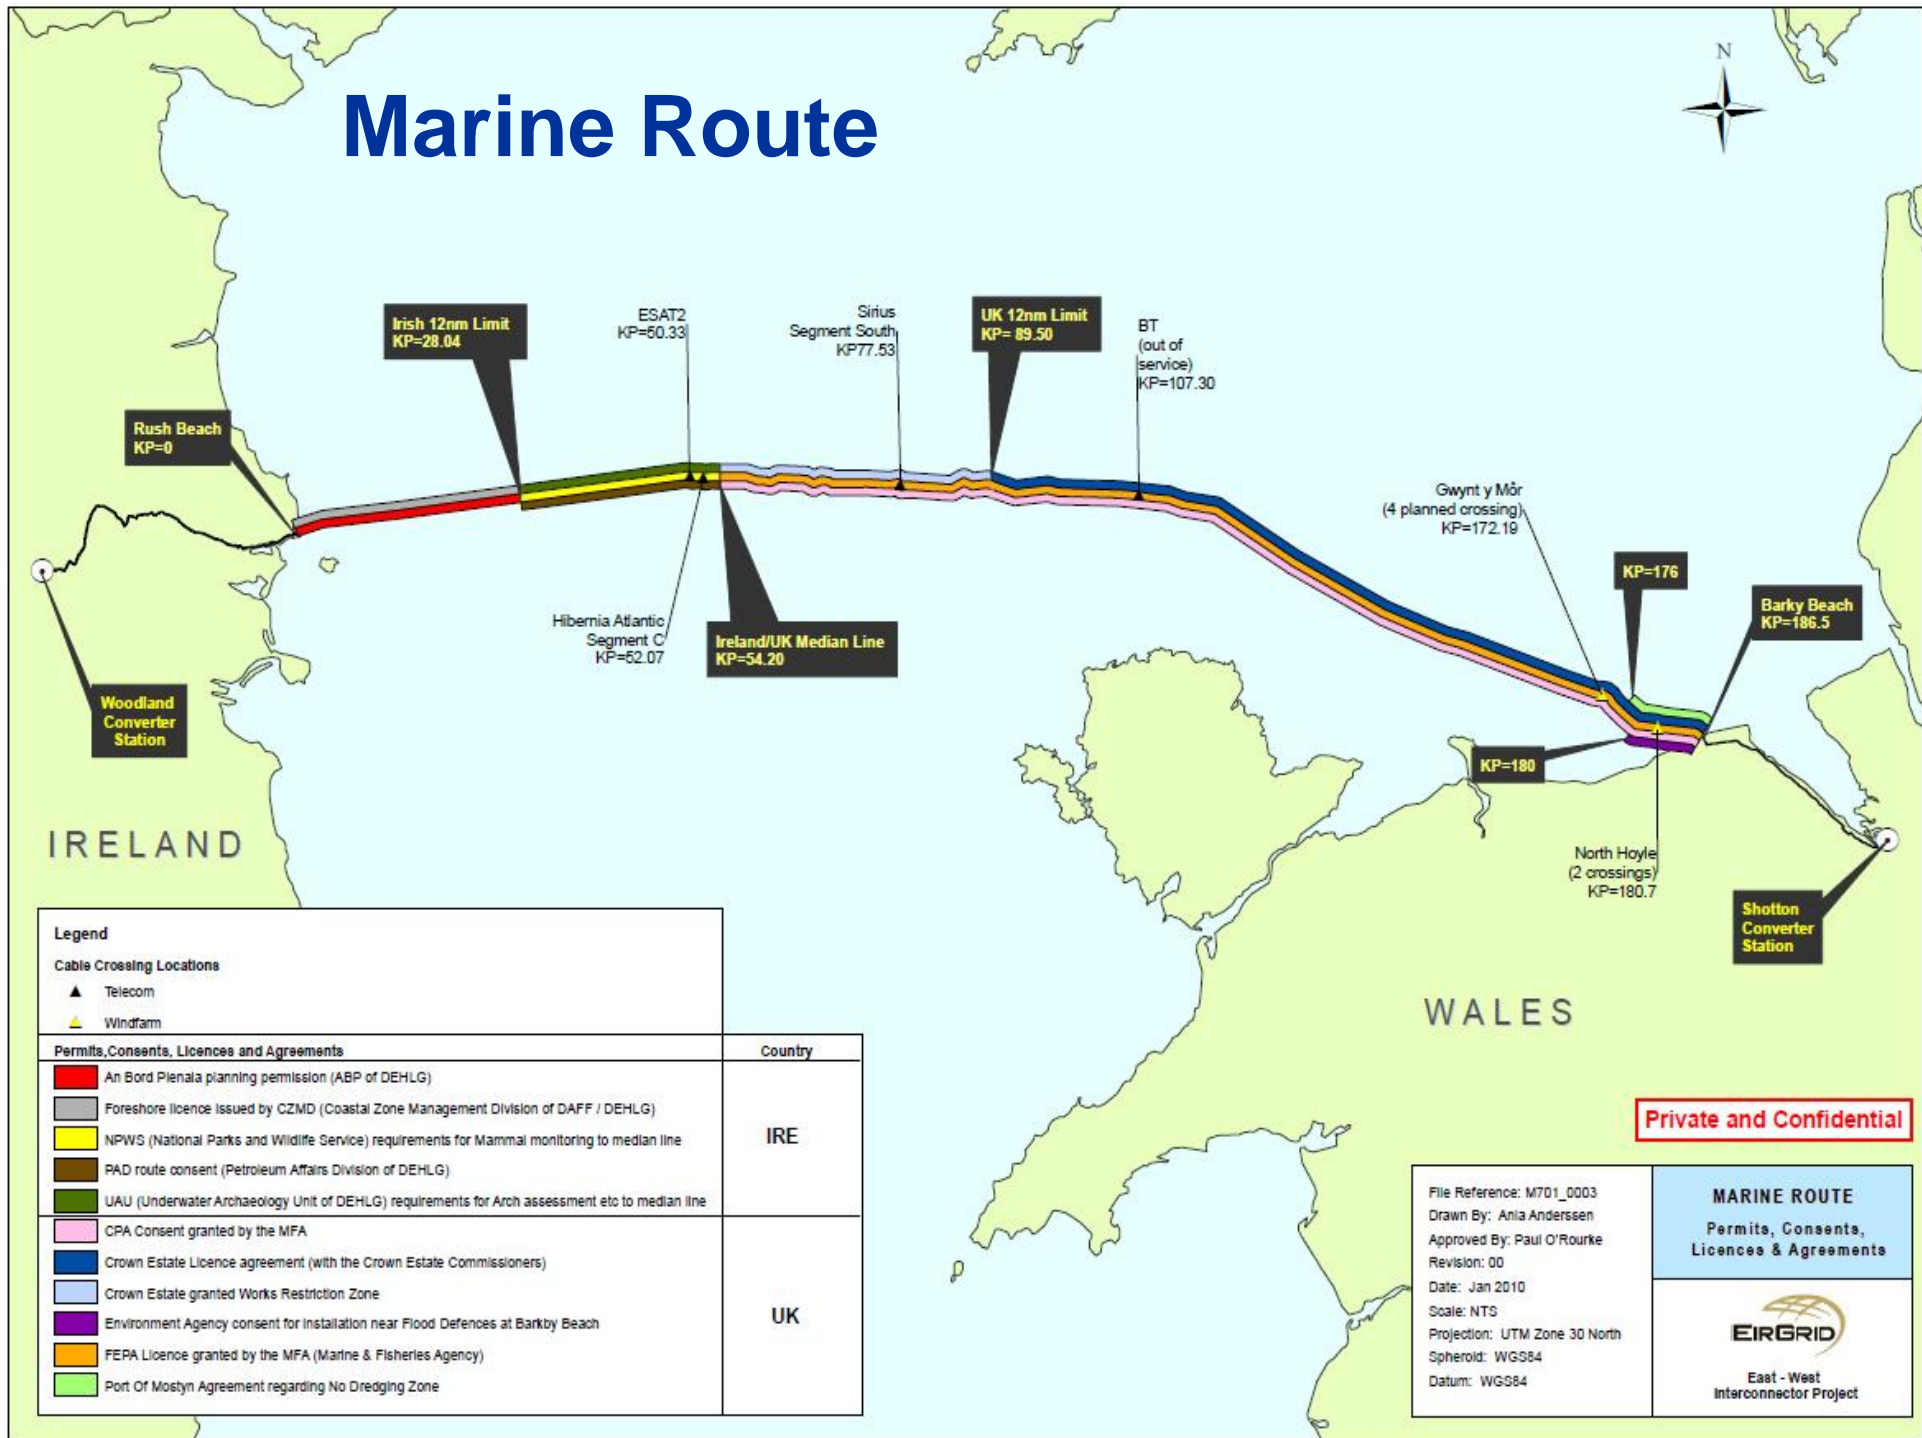 Marine Route
N
Irish 12nm Limit
KP=28.04
ESAT2
KP=50.33
Sirius
Segment South
KP77.53
UK 12nm Limit
KP= 89.50
BT
(out of
service)
KP=107.30
Rush Beach
KP=0
Gwynt y Môr
(4 planned crossing)
KP=172.19
KP=176
Barky Beach
KP=186.5
Hibernia Atlantic
Segment C
KP=52.07
Ireland/UK Median Line
KP=54.20
Woodland
Converter
Station
KP=180
IRELAND
North Hoyle
(2 crossings)
KP=180.7
Shotton
Converter
Station
WALES
Legend
Cable Crossing Locations
Telecom
Windfarm
Permits,Consents, Licences and Agreements Country
An Bord Plenala planning permission (ABP of DEHLG)
Foreshore licence issued by CZMD (Coastal Zone Management Division of DAFF / DEHLG)
NPWS (National Parks and Wildlife Service) requirements for Mammal monitoring to median line
IRE
PAD route consent (Petroleum Affairs Division of DEHLG)
UAU (Underwater Archaeology Unit of DEHLG) requirements for Arch assessment etc to median line
CPA Consent granted by the MFA
Crown Estate Licence agreement (with the Crown Estate Commissioners)
Crown Estate granted Works Restriction Zone
UK
Environment Agency consent for installation near Flood Defences at Barkby Beach
FEPA Licence granted by the MFA (Marine & Fisheries Agency)
Port Of Mostyn Agreement regarding No Dredging Zone
Private and Confidential
File Reference: M701_0003
Drawn By: Ania Anderssen
Approved By: Paul O'Rourke
Revision: 00
Date: Jan 2010
Scale: NTS
Projection: UTM Zone 30 North
Spheroid: WGS84
Datum: WGS84
MARINE ROUTE
Permits, Consents,
Licences & Agreements
EIRGRID
East - West
Interconnector Project